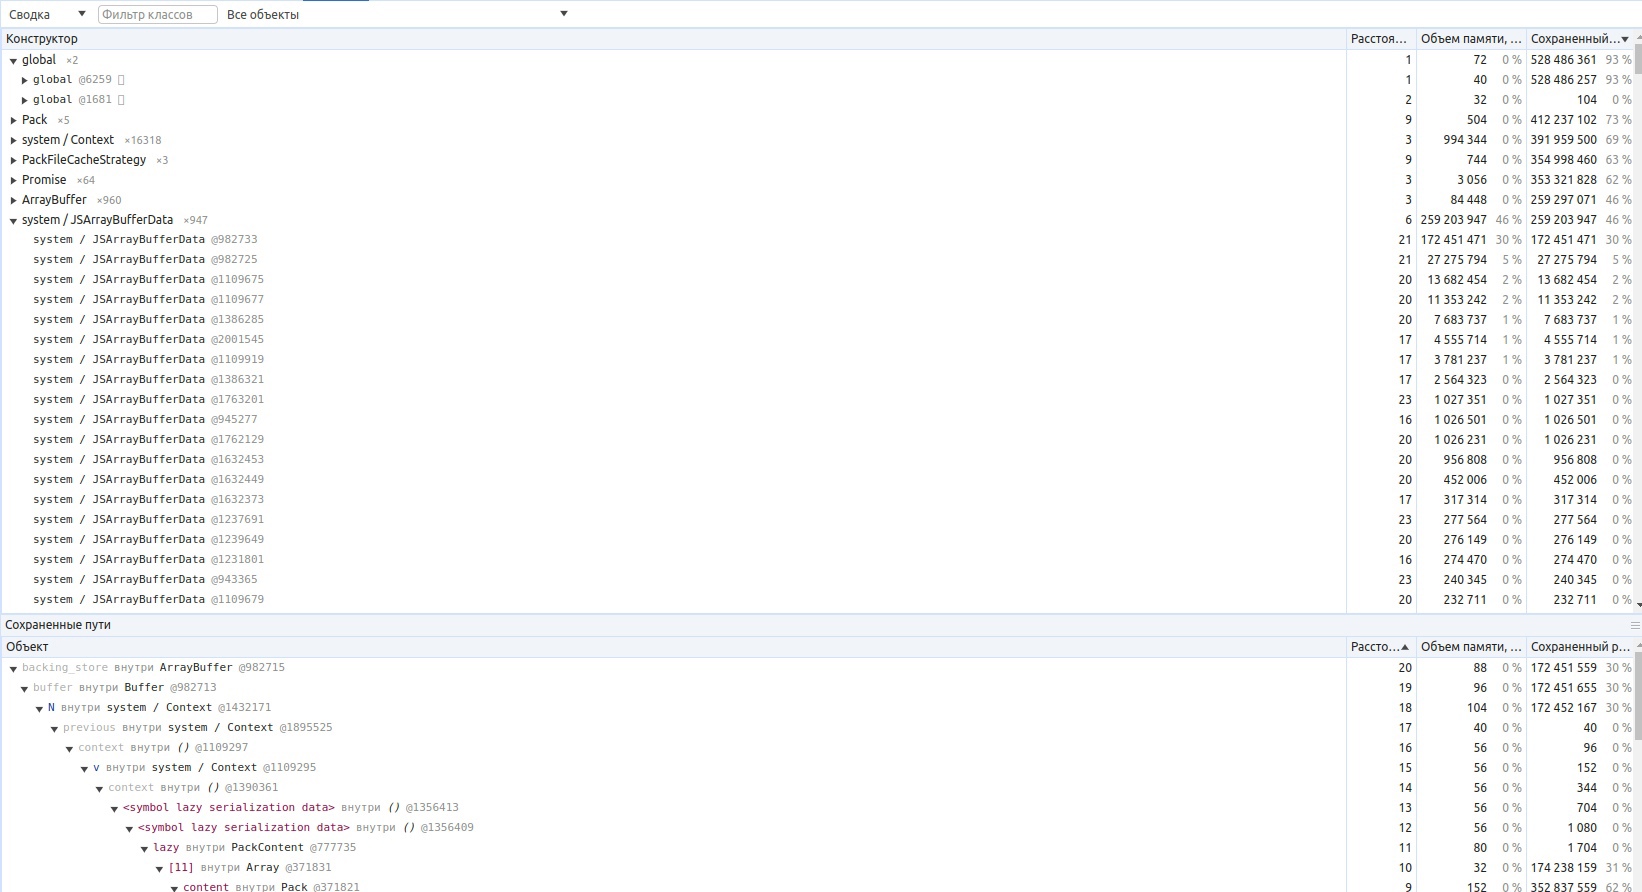 Сводка Фильтр классов Все объекты
Конструктор Расстоя… Объем памяти, … Сохраненный…
global ×2 1 72 0 % 528 486 361 93 %
global @6259 1 40 0 % 528 486 257 93 %
global @1681 2 32 0 % 104 0 %
Pack ×5 9 504 0 % 412 237 102 73 %
system / Context ×16318 3 994 344 0 % 391 959 500 69 %
PackFileCacheStrategy ×3 9 744 0 % 354 998 460 63 %
Promise ×64 3 3 056 0 % 353 321 828 62 %
ArrayBuffer ×960 3 84 448 0 % 259 297 071 46 %
system / JSArrayBufferData ×947 6 259 203 947 46 % 259 203 947 46 %
system / JSArrayBufferData @982733 21 172 451 471 30 % 172 451 471 30 %
system / JSArrayBufferData @982725 21 27 275 794 5 % 27 275 794 5 %
system / JSArrayBufferData @1109675 20 13 682 454 2 % 13 682 454 2 %
system / JSArrayBufferData @1109677 20 11 353 242 2 % 11 353 242 2 %
system / JSArrayBufferData @1386285 20 7 683 737 1 % 7 683 737 1 %
system / JSArrayBufferData @2001545 17 4 555 714 1 % 4 555 714 1 %
system / JSArrayBufferData @1109919 17 3 781 237 1 % 3 781 237 1 %
system / JSArrayBufferData @1386321 17 2 564 323 0 % 2 564 323 0 %
system / JSArrayBufferData @1763201 23 1 027 351 0 % 1 027 351 0 %
system / JSArrayBufferData @945277 16 1 026 501 0 % 1 026 501 0 %
system / JSArrayBufferData @1762129 20 1 026 231 0 % 1 026 231 0 %
system / JSArrayBufferData @1632453 20 956 808 0 % 956 808 0 %
system / JSArrayBufferData @1632449 20 452 006 0 % 452 006 0 %
system / JSArrayBufferData @1632373 17 317 314 0 % 317 314 0 %
system / JSArrayBufferData @1237691 23 277 564 0 % 277 564 0 %
system / JSArrayBufferData @1239649 20 276 149 0 % 276 149 0 %
system / JSArrayBufferData @1231801 16 274 470 0 % 274 470 0 %
system / JSArrayBufferData @943365 23 240 345 0 % 240 345 0 %
system / JSArrayBufferData @1109679 20 232 711 0 % 232 711 0 %
Сохраненные пути
Объект Рассто… Объем памяти, … Сохраненный р…
backing_store внутри ArrayBuffer @982715 20 88 0 % 172 451 559 30 %
buffer внутри Buffer @982713 19 96 0 % 172 451 655 30 %
N внутри system / Context @1432171 18 104 0 % 172 452 167 30 %
previous внутри system / Context @1895525 17 40 0 % 40 0 %
context внутри () @1109297 16 56 0 % 96 0 %
v внутри system / Context @1109295 15 56 0 % 152 0 %
context внутри () @1390361 14 56 0 % 344 0 %
<symbol lazy serialization data> внутри () @1356413 13 56 0 % 704 0 %
<symbol lazy serialization data> внутри () @1356409 12 56 0 % 1 080 0 %
lazy внутри PackContent @777735 11 80 0 % 1 704 0 %
[11] внутри Array @371831 10 32 0 % 174 238 159 31 %
content внутри Pack @371821 9 152 0 % 352 837 559 62 %